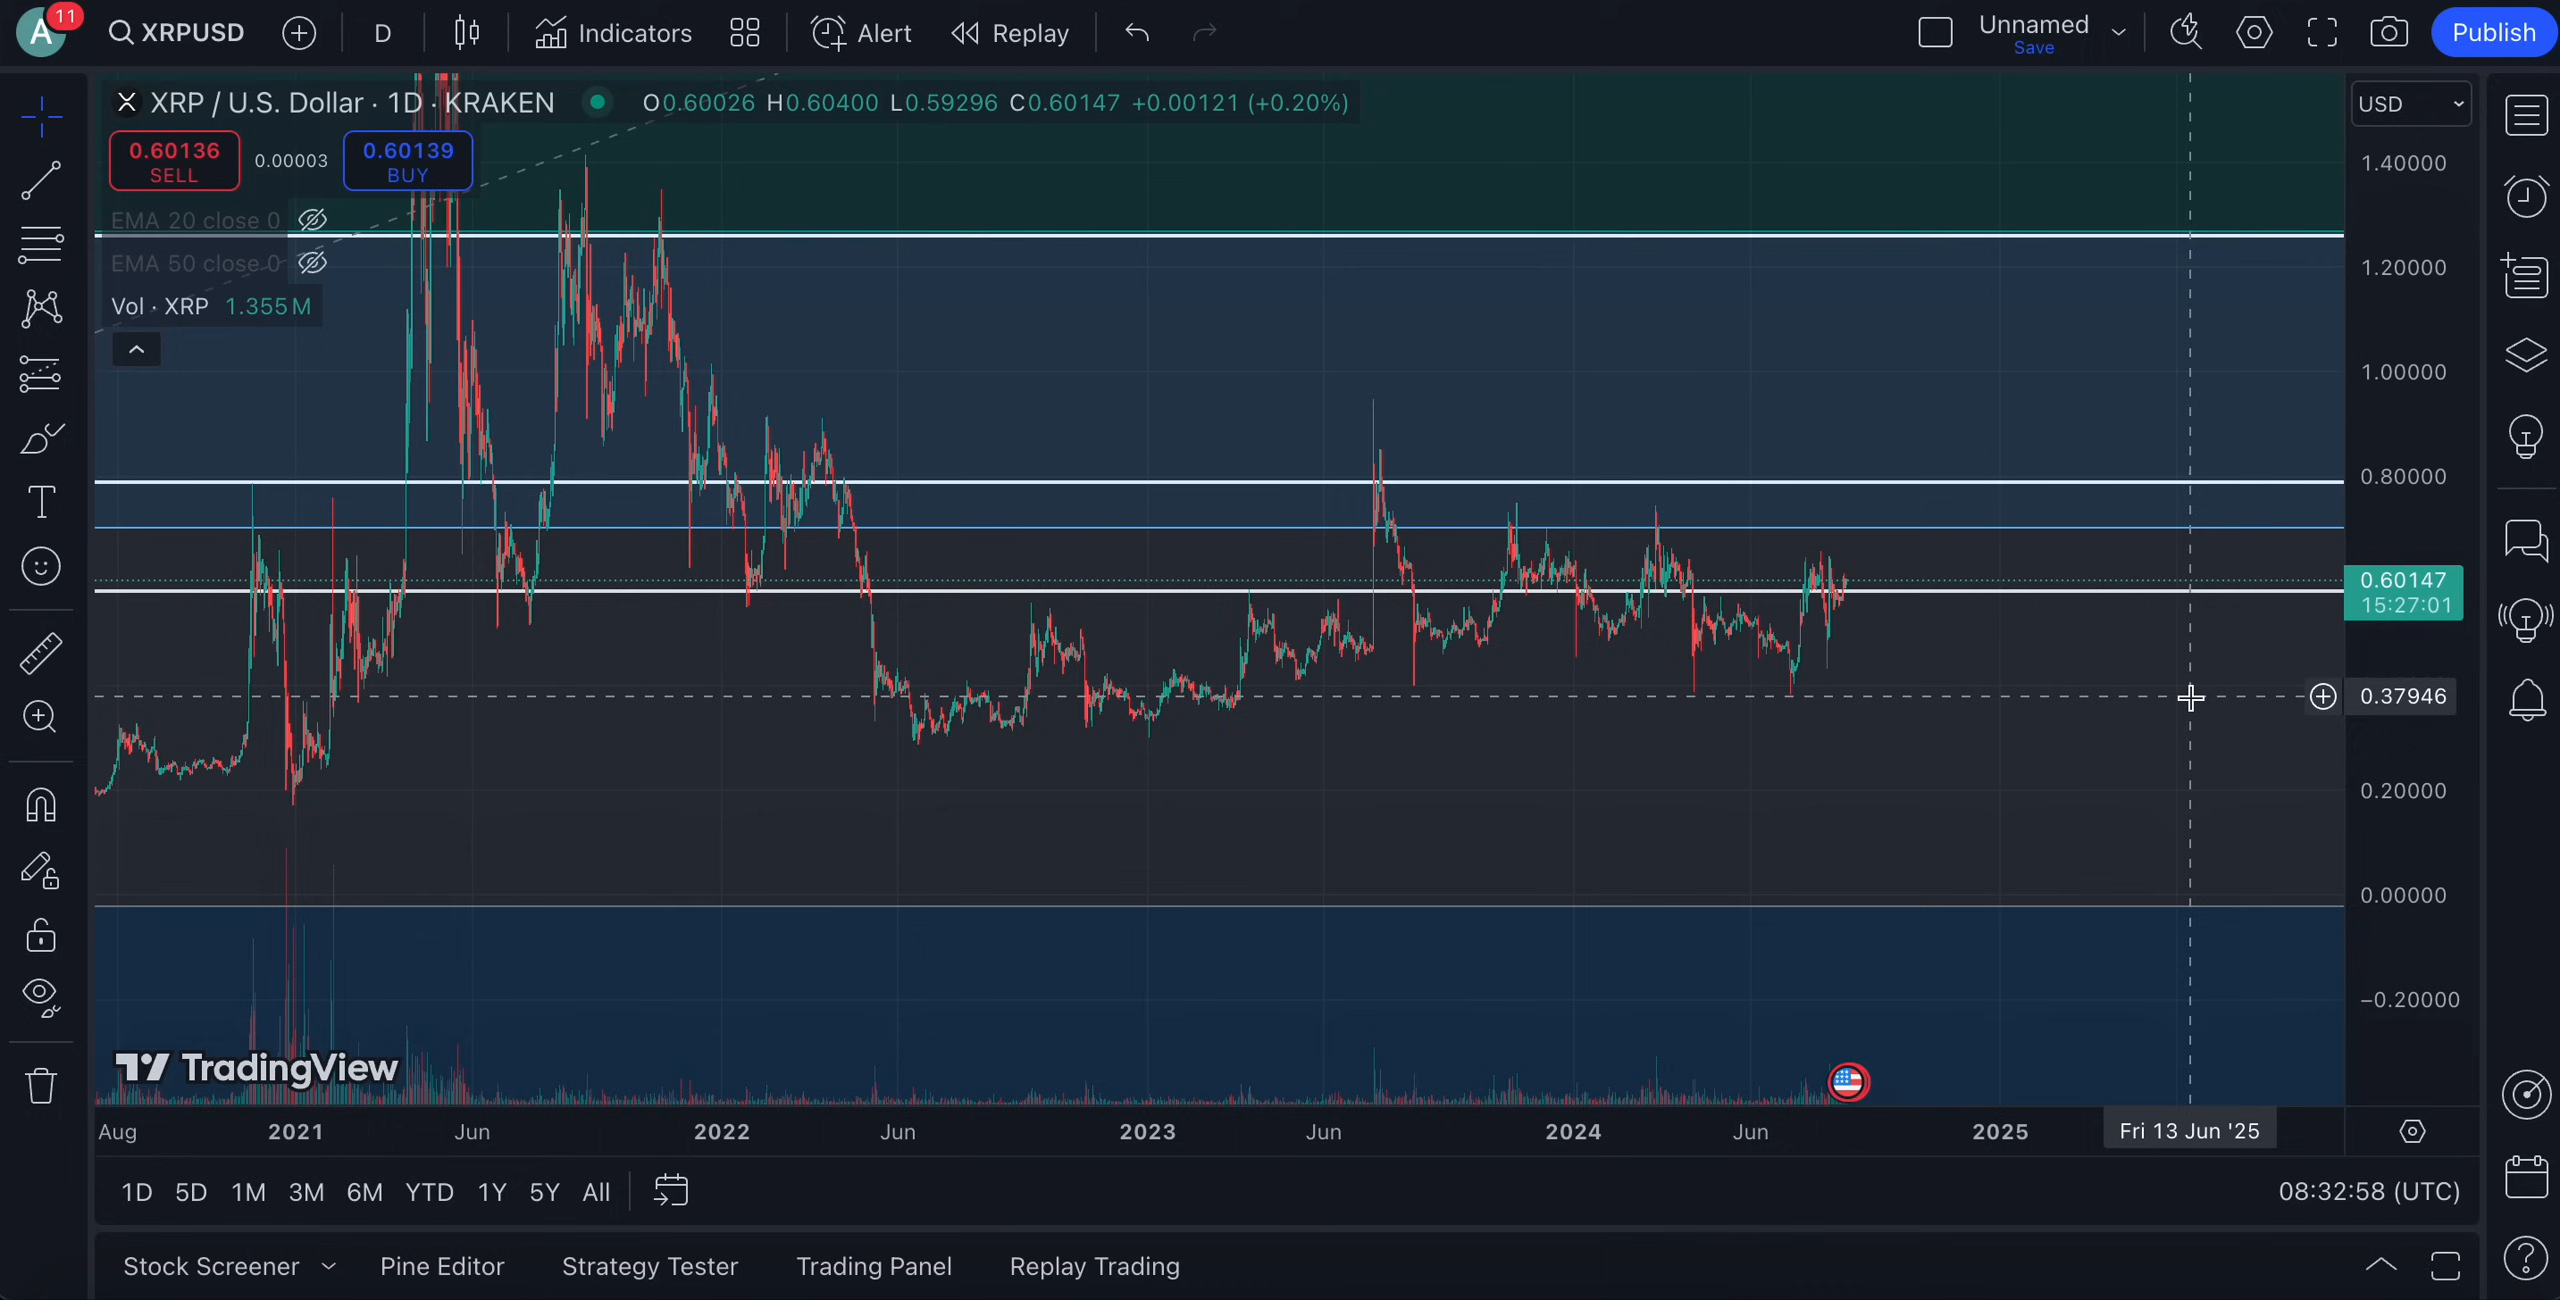 A 11 XRPUSD D Indicators Alert Replay Unnamed Save Publish
XRP / U.S. Dollar · 1D · KRAKEN O0.60026 H0.60400 L0.59296 C0.60147 +0.00121 (+0.20%)
USD
0.60136 SELL 0.00003 0.60139 BUY
EMA 20 close 0
EMA 50 close 0
Vol · XRP 1.355M
1.40000
1.20000
1.00000
0.80000
0.60147
15:27:01
0.37946
0.20000
0.00000
−0.20000
TradingView
Aug 2021 Jun 2022 Jun 2023 Jun 2024 Jun 2025 Fri 13 Jun '25
1D 5D 1M 3M 6M YTD 1Y 5Y All 08:32:58 (UTC)
Stock Screener Pine Editor Strategy Tester Trading Panel Replay Trading